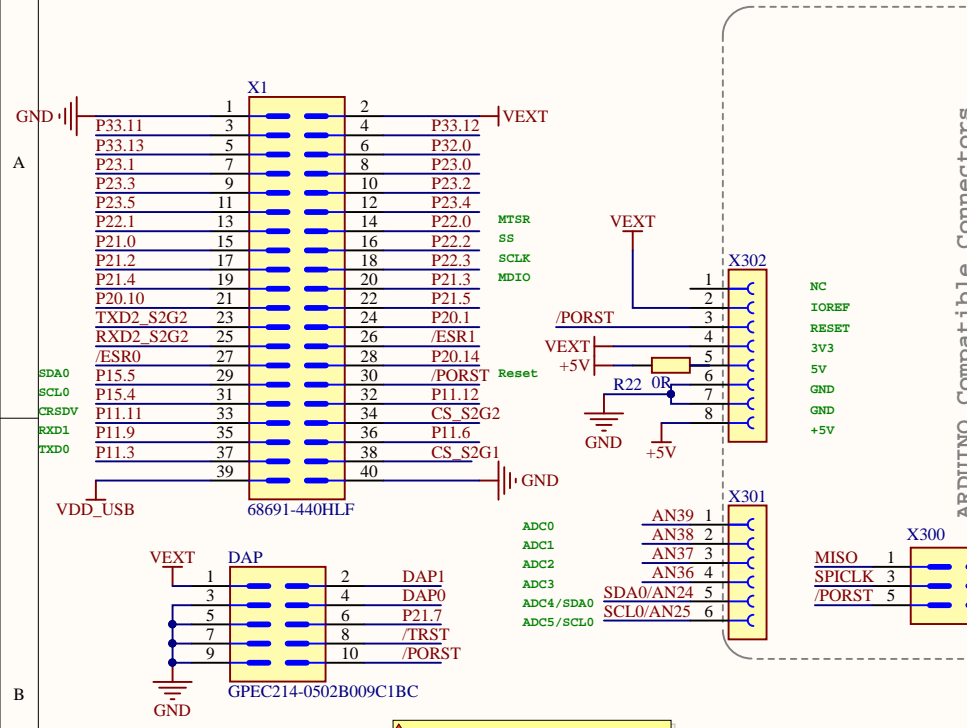 X1
1 2
GND VEXT
P33.11 3 4 P33.12
P33.13 5 6 P32.0
A
P23.1 7 8 P23.0
P23.3 9 10 P23.2
P23.5 11 12 P23.4
P22.1 13 14 P22.0 MTSR
P21.0 15 16 P22.2 SS
P21.2 17 18 P22.3 SCLK
P21.4 19 20 P21.3 MDIO
P20.10 21 22 P21.5
TXD2_S2G2 23 24 P20.1
RXD2_S2G2 25 26 /ESR1
/ESR0 27 28 P20.14
SDA0 P15.5 29 30 /PORST Reset
SCL0 P15.4 31 32 P11.12
CRSDV P11.11 33 34 CS_S2G2
RXD1 P11.9 35 36 P11.6
TXD0 P11.3 37 38 CS_S2G1
39 40
GND
VDD_USB 68691-440HLF
VEXT
X302
1 NC
2 IOREF
/PORST 3 RESET
VEXT 4 3V3
+5V 5 5V
R22 0R 6 GND
7 GND
8 +5V
GND +5V
ARDUINO Compatible Connectors
X301
ADC0 AN39 1
ADC1 AN38 2
ADC2 AN37 3
ADC3 AN36 4
ADC4/SDA0 SDA0/AN24 5
ADC5/SCL0 SCL0/AN25 6
X300
MISO 1
SPICLK 3
/PORST 5
VEXT DAP
1 2 DAP1
3 4 DAP0
5 6 P21.7
7 8 /TRST
9 10 /PORST
GPEC214-0502B009C1BC
GND
B